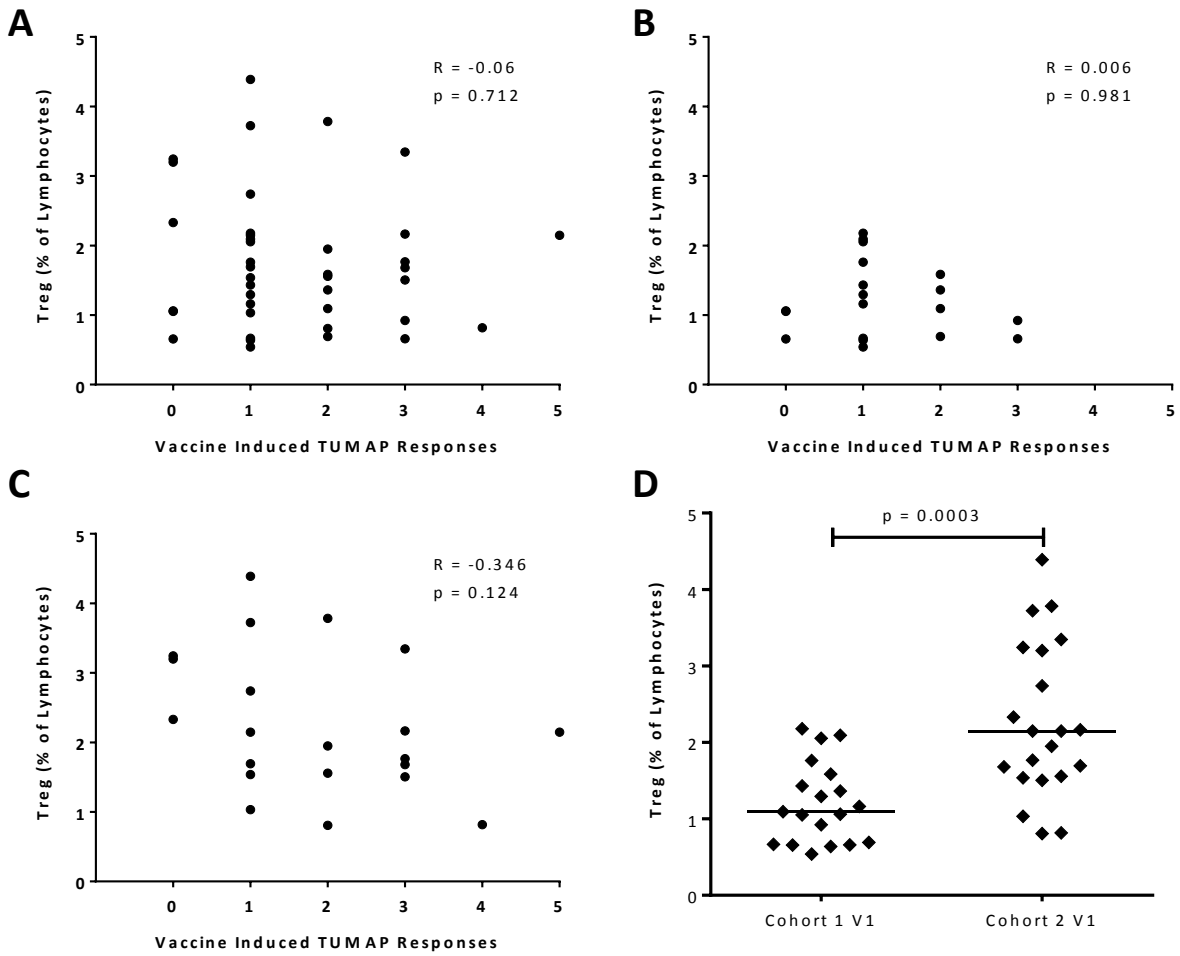 A
5
4
3
2
1
0
Treg (% of Lymphocytes)
R = -0.06
p = 0.712
0 1 2 3 4 5
Vaccine Induced TUMAP Responses
B
5
4
3
2
1
0
Treg (% of Lymphocytes)
R = 0.006
p = 0.981
0 1 2 3 4 5
Vaccine Induced TUMAP Responses
C
5
4
3
2
1
0
Treg (% of Lymphocytes)
R = -0.346
p = 0.124
0 1 2 3 4 5
Vaccine Induced TUMAP Responses
D
5
4
3
2
1
0
Treg (% of Lymphocytes)
p = 0.0003
Cohort 1 V1 Cohort 2 V1